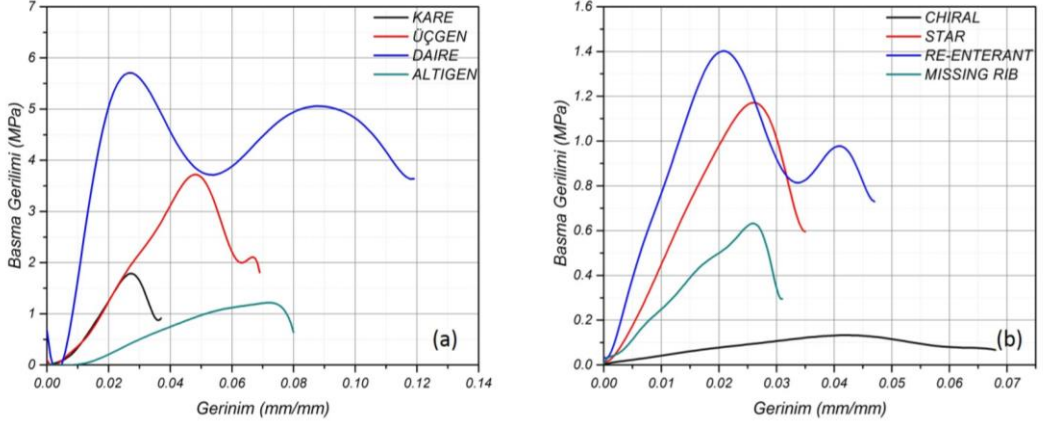 7
6
5
4
3
2
1
0
Basma Gerilimi (MPa)
KARE
ÜÇGEN
DAIRE
ALTIGEN
(a)
0.00 0.02 0.04 0.06 0.08 0.10 0.12 0.14
Gerinim (mm/mm)
1.6
1.4
1.2
1.0
0.8
0.6
0.4
0.2
0.0
Basma Gerilimi (MPa)
CHIRAL
STAR
RE-ENTERANT
MISSING RIB
(b)
0.00 0.01 0.02 0.03 0.04 0.05 0.06 0.07
Gerinim (mm/mm)